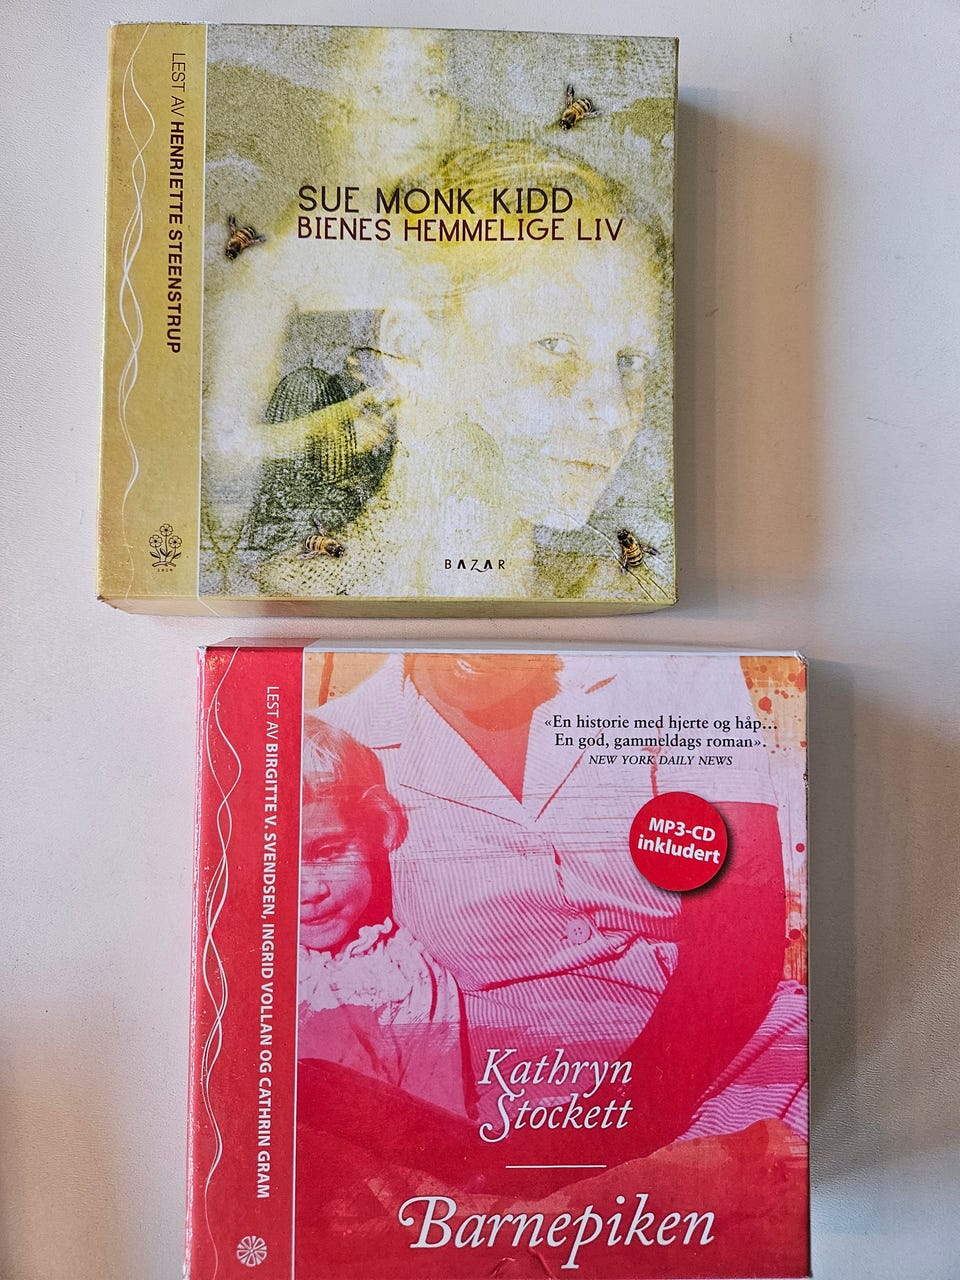 LEST AV HENRIETTE STEENSTRUP
SUE MONK KIDD
BIENES HEMMELIGE LIV
BAZAR
LEST AV BIRGITTE V. SVENDSEN, INGRID VOLLAN OG CATHRIN GRAM
«En historie med hjerte og håp...
En god, gammeldags roman».
NEW YORK DAILY NEWS
MP3-CD
inkludert
Kathryn
Stockett
Barnepiken